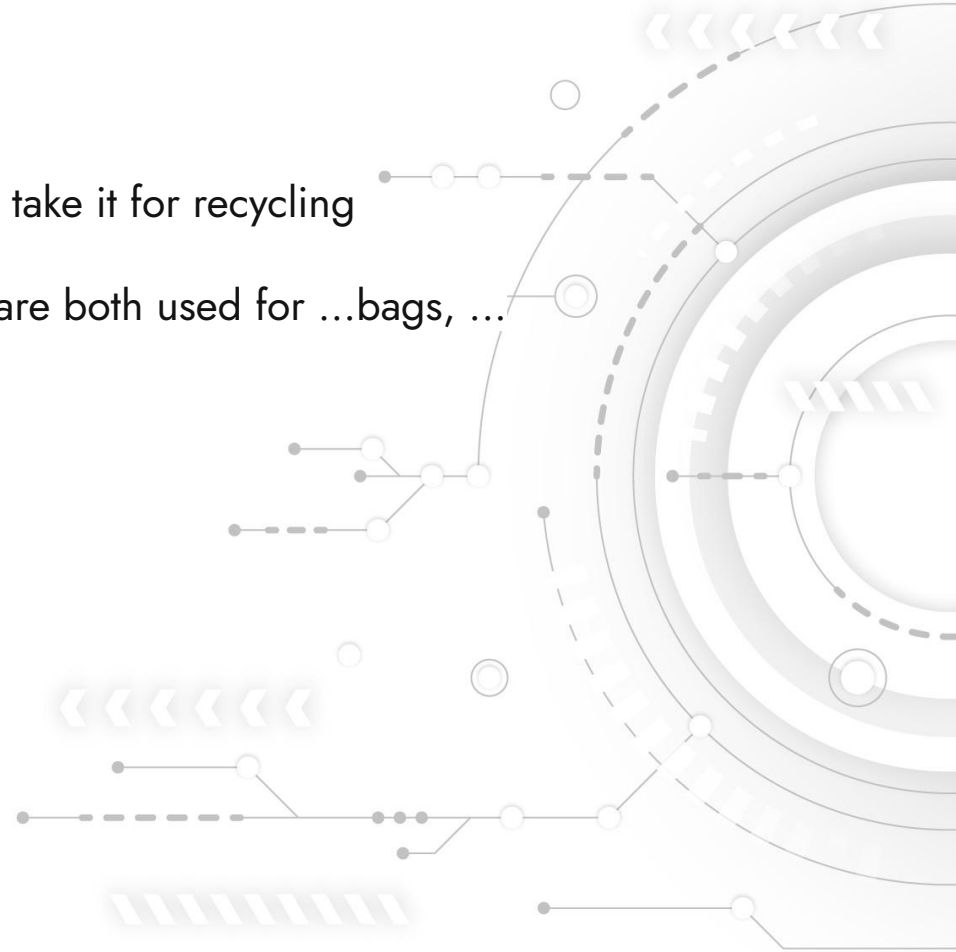 take it for recycling
are both used for ...bags, ...